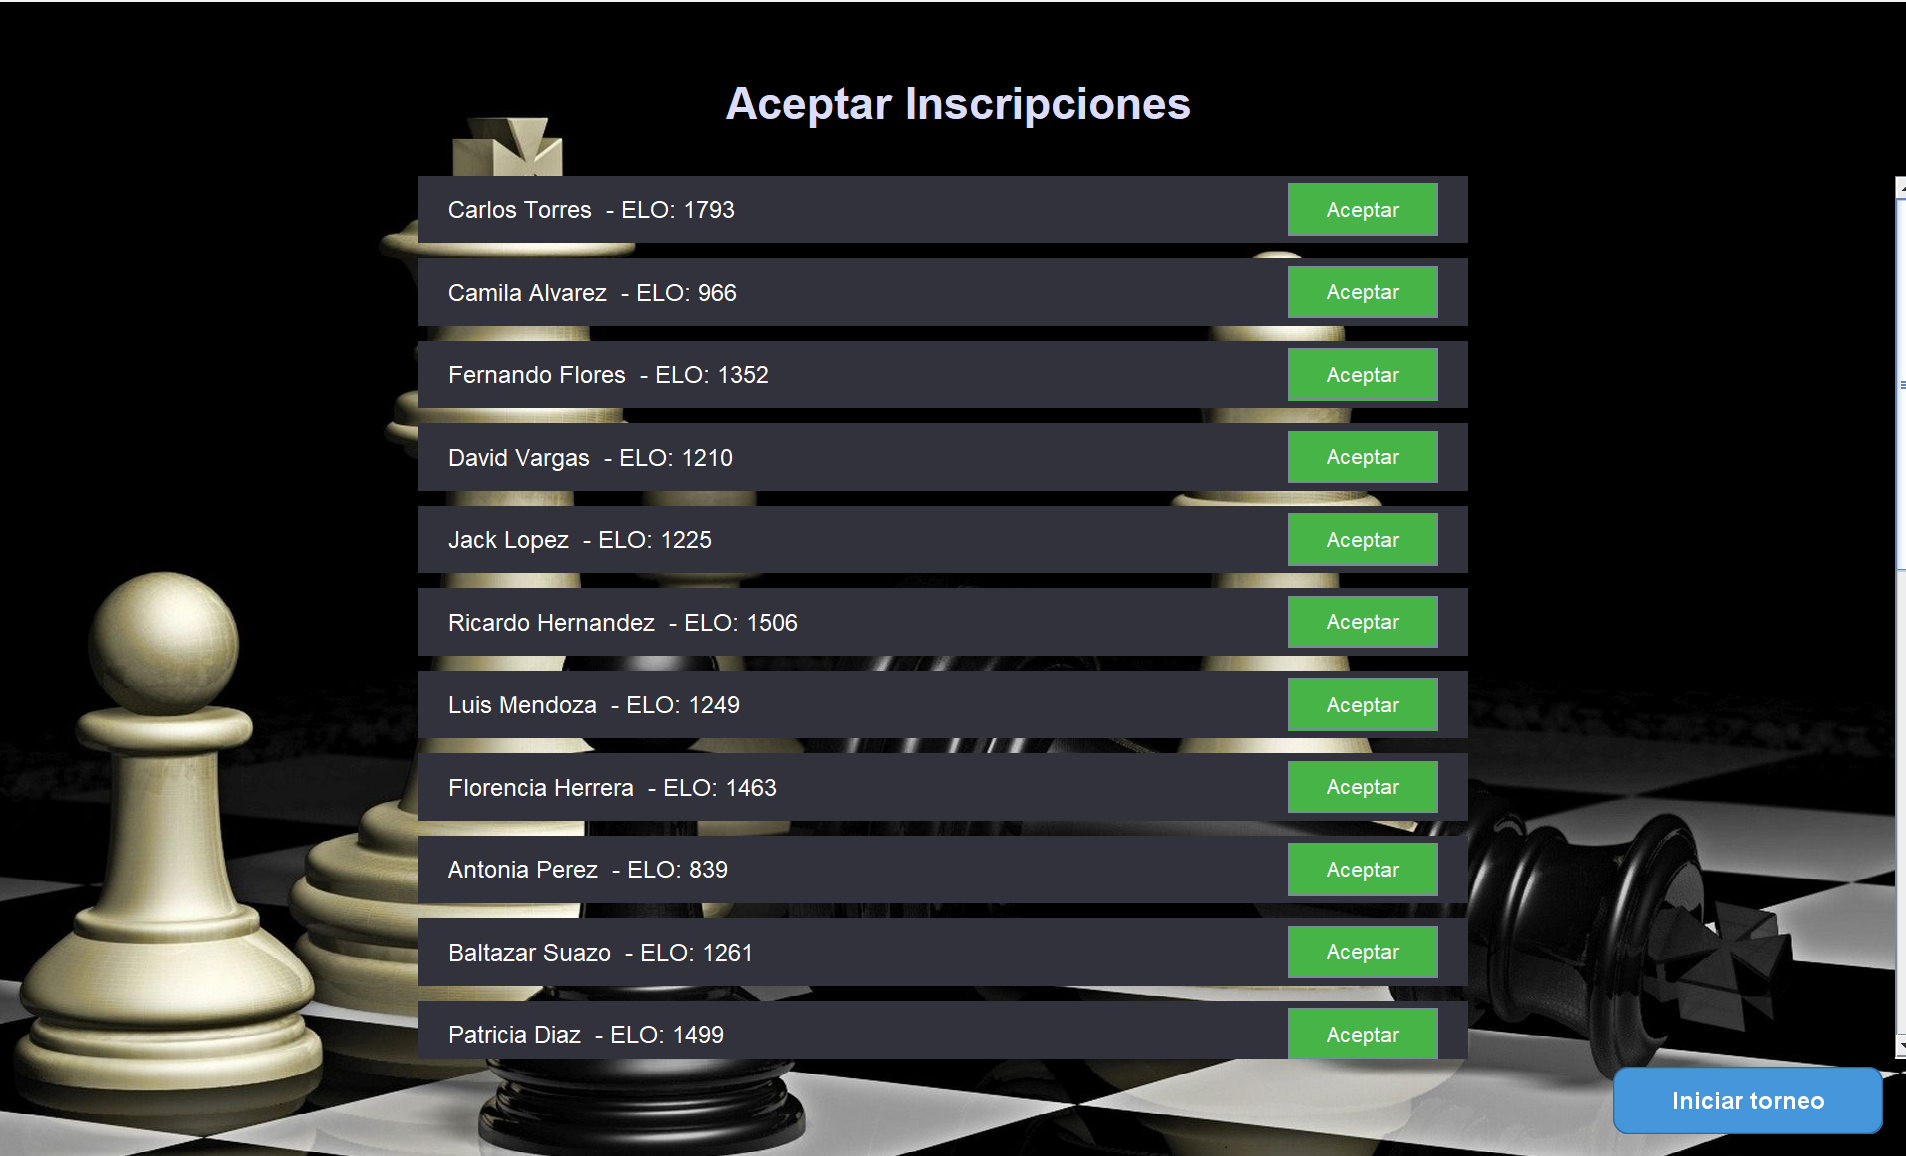 Aceptar Inscripciones
Carlos Torres - ELO: 1793 Aceptar
Camila Alvarez - ELO: 966 Aceptar
Fernando Flores - ELO: 1352 Aceptar
David Vargas - ELO: 1210 Aceptar
Jack Lopez - ELO: 1225 Aceptar
Ricardo Hernandez - ELO: 1506 Aceptar
Luis Mendoza - ELO: 1249 Aceptar
Florencia Herrera - ELO: 1463 Aceptar
Antonia Perez - ELO: 839 Aceptar
Baltazar Suazo - ELO: 1261 Aceptar
Patricia Diaz - ELO: 1499 Aceptar
Iniciar torneo